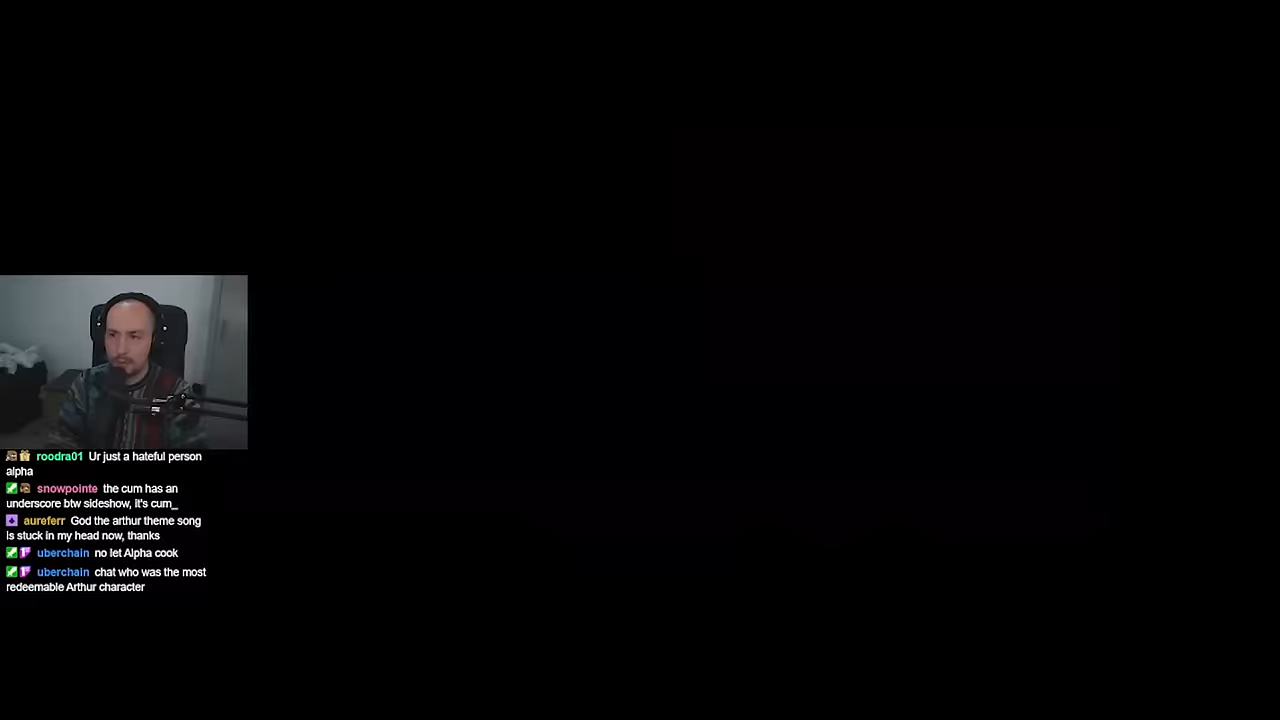 roodra01 Ur just a hateful person
alpha
snowpointe the cum has an
underscore btw sideshow, it's cum_
aureferr God the arthur theme song
is stuck in my head now, thanks
uberchain no let Alpha cook
uberchain chat who was the most
redeemable Arthur character